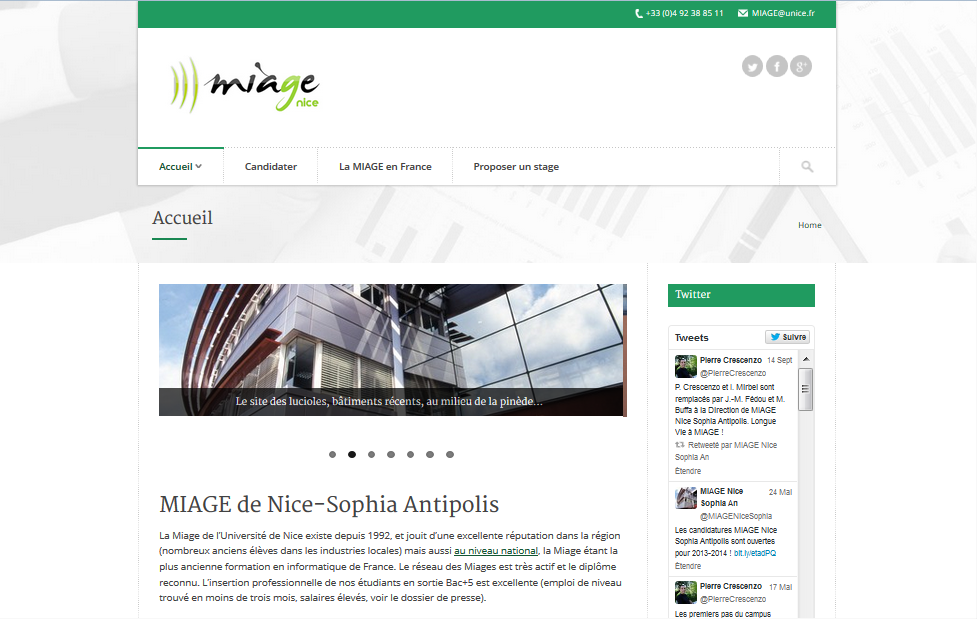 +33 (0)4 92 38 85 11 MIAGE@unice.fr
miage
nice
Accueil Candidater La MIAGE en France Proposer un stage
Accueil
Home
Le site des lucioles, bâtiments récents, au milieu de la pinède...
MIAGE de Nice-Sophia Antipolis
La Miage de l'Université de Nice existe depuis 1992, et jouit d'une excellente réputation dans la région
(nombreux anciens élèves dans les industries locales) mais aussi au niveau national, la Miage étant la
plus ancienne formation en informatique de France. Le réseau des Miages est très actif et le diplôme
reconnu. L'insertion professionnelle de nos étudiants en sortie Bac+5 est excellente (emploi de niveau
trouvé en moins de trois mois, salaires élevés, voir le dossier de presse).
Twitter
Tweets Suivre
Pierre Crescenzo 14 Sept
@PierreCrescenzo
P. Crescenzo et I. Mirbel sont
remplacés par J.-M. Fédou et M.
Buffa à la Direction de MIAGE
Nice Sophia Antipolis. Longue
Vie à MIAGE !
Retweeté par MIAGE Nice
Sophia An
Étendre
MIAGE Nice 24 Mai
Sophia An
@MIAGENiceSophia
Les candidatures MIAGE Nice
Sophia Antipolis sont ouvertes
pour 2013-2014 ! bit.ly/etadPQ
Étendre
Pierre Crescenzo 17 Mai
@PierreCrescenzo
Les premiers pas du campus